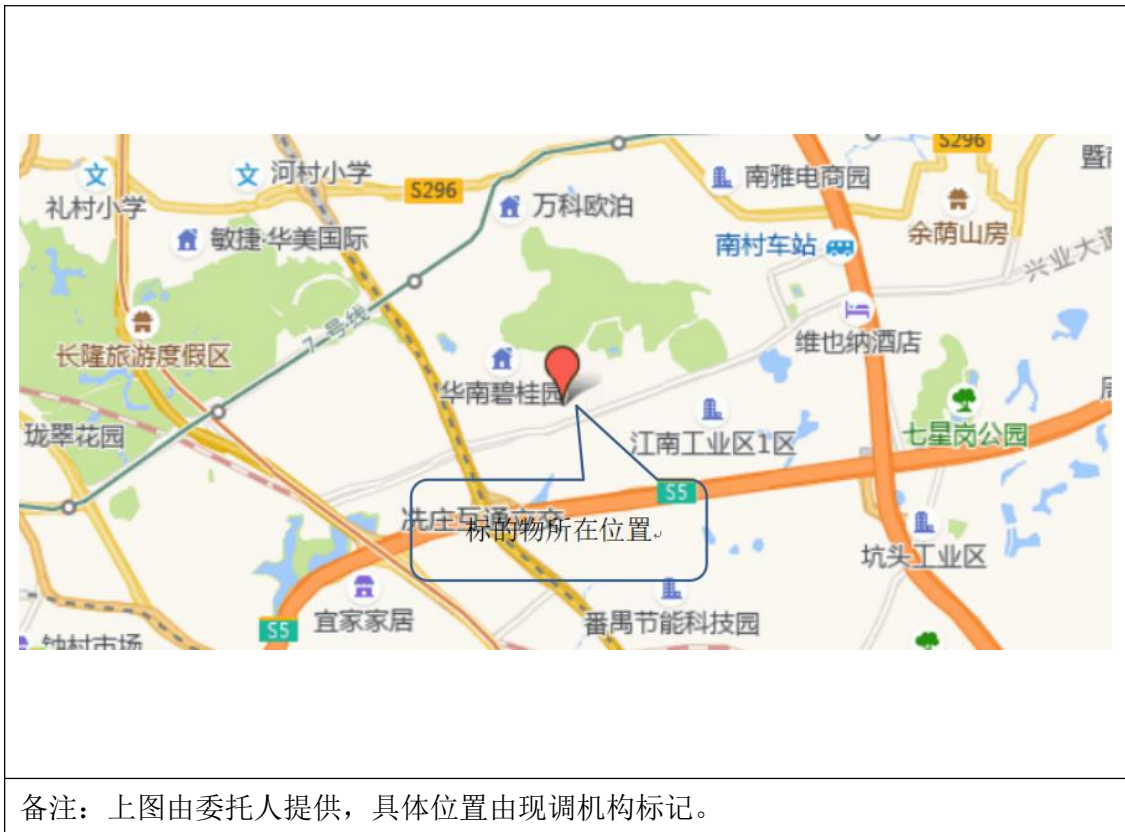 S296
暨
文
文 河村小学
礼村小学
S296
万科欧泊
南雅电商园
敏捷·华美国际
南村车站
余荫山房
兴业大道
7号线
长隆旅游度假区
维也纳酒店
华南碧桂园
珑翠花园
江南工业区1区
七星岗公园
S5
冼庄互通立交
标的物所在位置
坑头工业区
宜家家居
S5
番禺节能科技园
钟村市场
备注：上图由委托人提供，具体位置由现调机构标记。